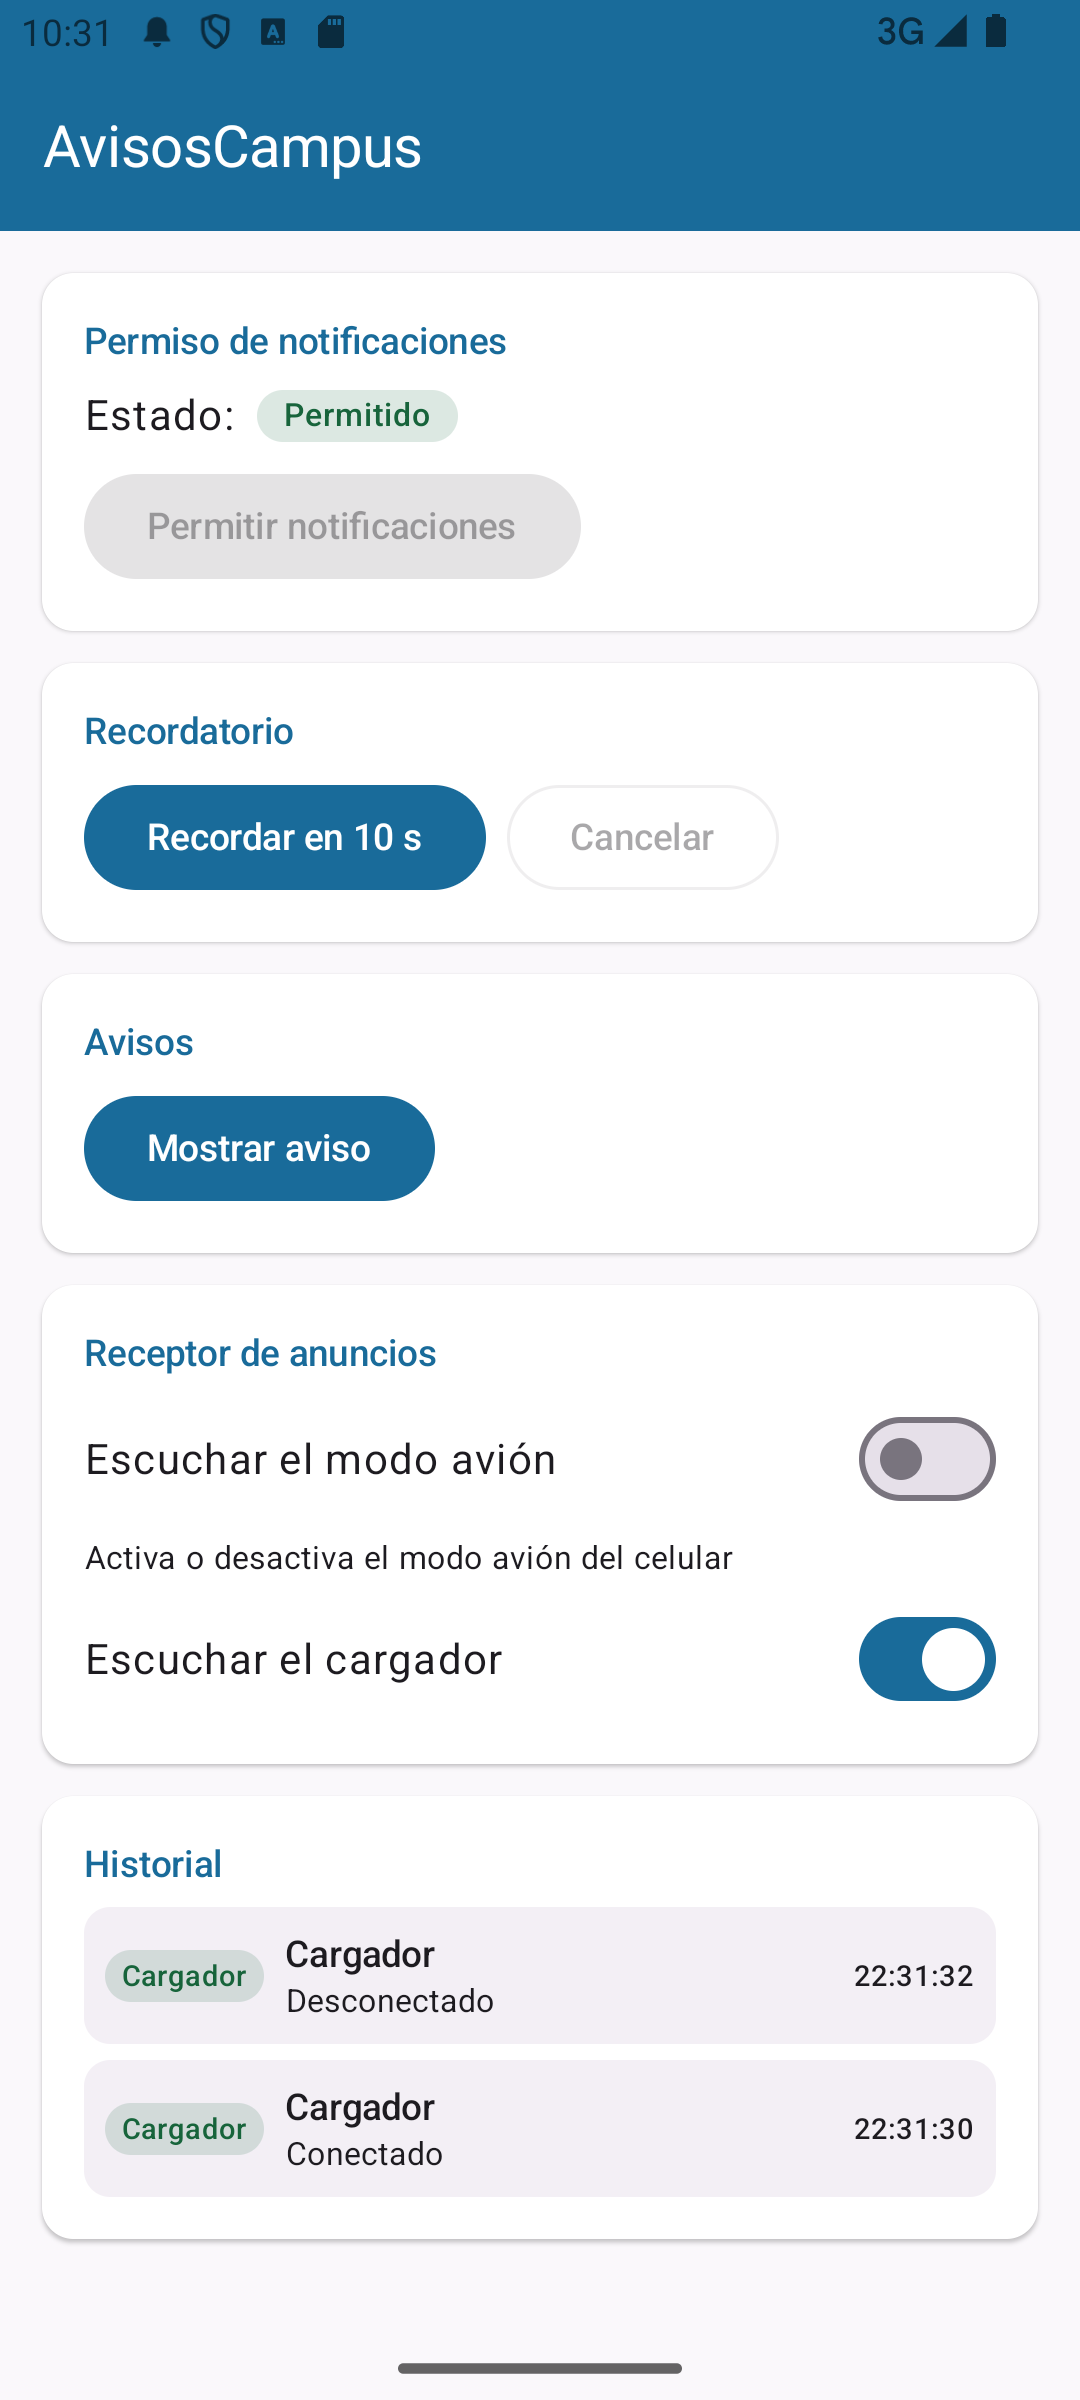 10:31
3G
AvisosCampus
Permiso de notificaciones
Estado: Permitido
Permitir notificaciones
Recordatorio
Recordar en 10 s
Cancelar
Avisos
Mostrar aviso
Receptor de anuncios
Escuchar el modo avión
Activa o desactiva el modo avión del celular
Escuchar el cargador
Historial
Cargador
Cargador
Desconectado
22:31:32
Cargador
Cargador
Conectado
22:31:30